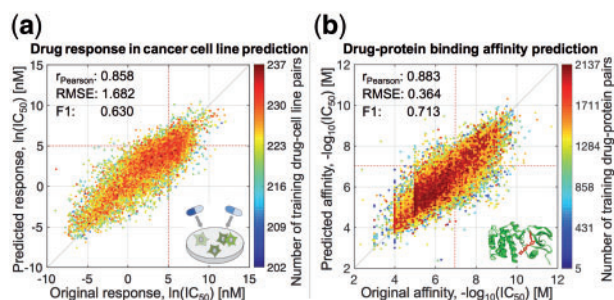 (a)
Drug response in cancer cell line prediction
r_Pearson: 0.858
RMSE: 1.682
F1: 0.630
Predicted response, ln(IC50) [nM]
15
10
5
0
-5
-10
-10 -5 0 5 10 15
Original response, ln(IC50) [nM]
237
230
223
216
209
202
Number of training drug-cell line pairs
(b)
Drug-protein binding affinity prediction
r_Pearson: 0.883
RMSE: 0.364
F1: 0.713
Predicted affinity, -log10(IC50) [M]
12
10
8
6
4
2
2 4 6 8 10 12
Original affinity, -log10(IC50) [M]
2137
1710
1284
857
431
5
Number of training drug-protein pairs